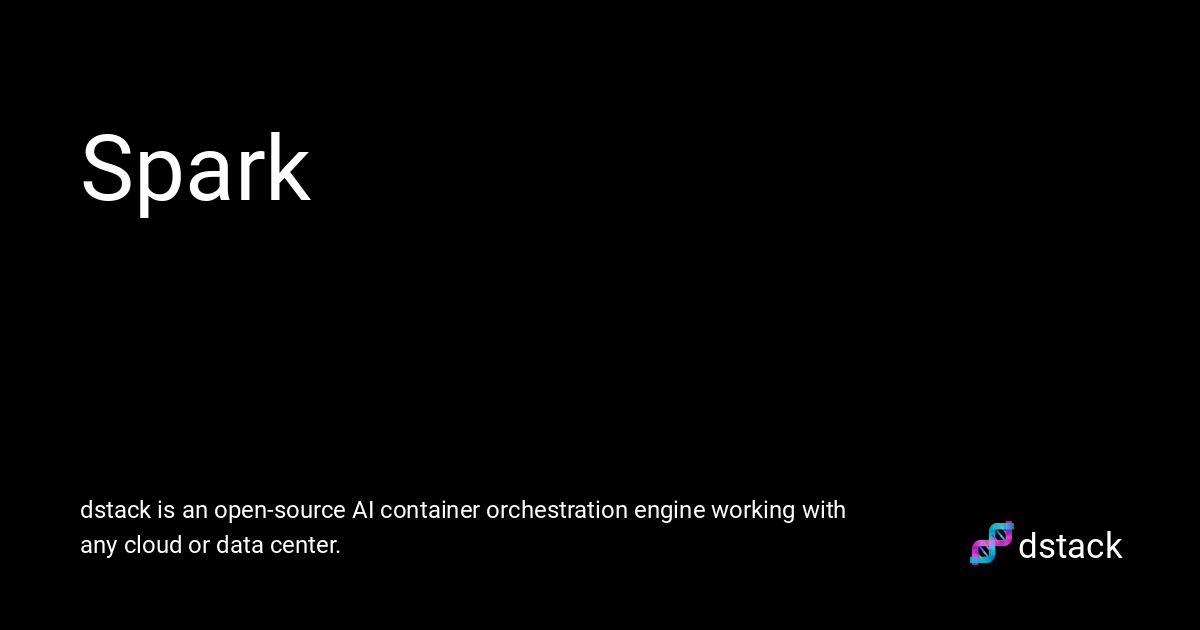 Spark
dstack is an open-source AI container orchestration engine working with
any cloud or data center.
dstack